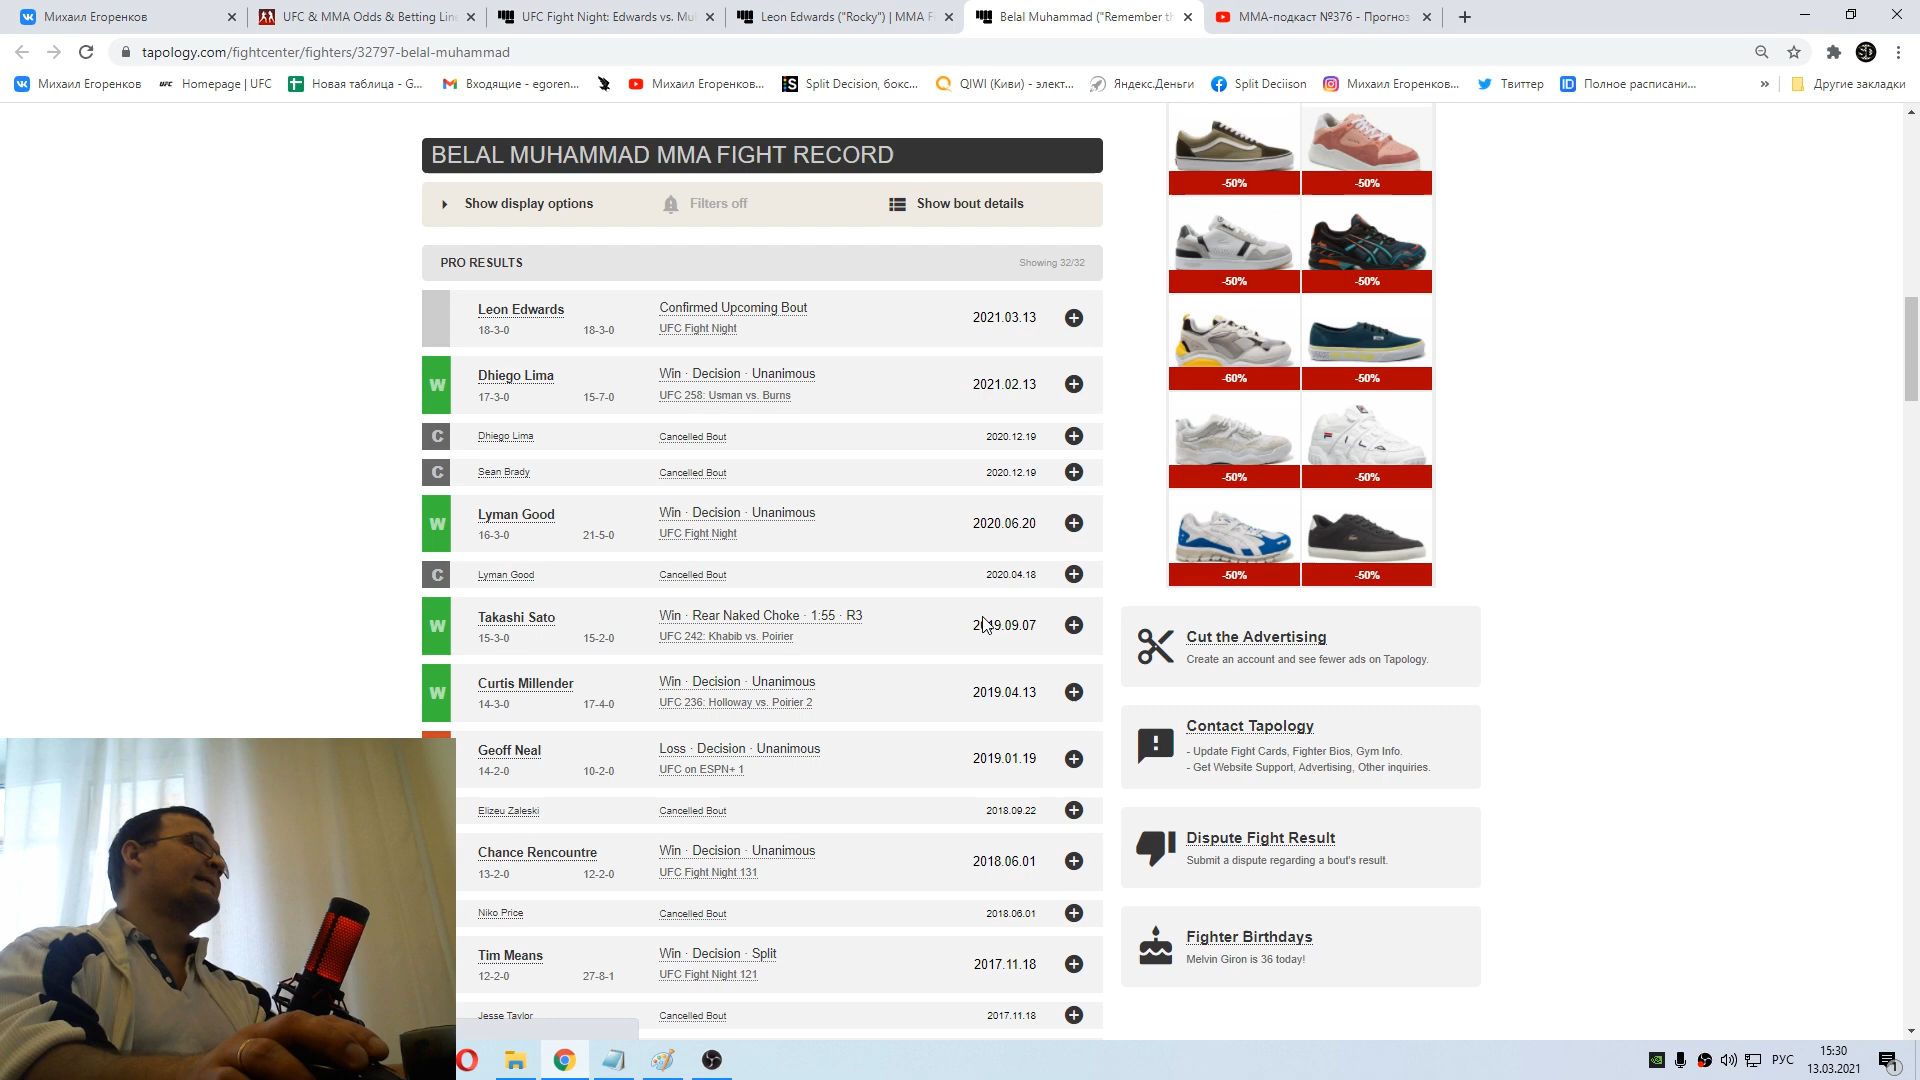 Михаил Егоренков
UFC & MMA Odds & Betting Line
UFC Fight Night: Edwards vs. Mu
Leon Edwards ("Rocky") | MMA F
Belal Muhammad ("Remember th
ММА-подкаст №376 - Прогноз
tapology.com/fightcenter/fighters/32797-belal-muhammad
Михаил Егоренков
UFC Homepage | UFC
Новая таблица - G...
Входящие - egoren...
Михаил Егоренков...
Split Decision, бокс...
QIWI (Киви) - элект...
Яндекс.Деньги
Split Deciison
Михаил Егоренков...
Твиттер
Полное расписани...
Другие закладки
BELAL MUHAMMAD MMA FIGHT RECORD
Show display options
Filters off
Show bout details
PRO RESULTS
Showing 32/32
Leon Edwards Confirmed Upcoming Bout 2021.03.13
18-3-0 18-3-0 UFC Fight Night
W Dhiego Lima Win · Decision · Unanimous 2021.02.13
17-3-0 15-7-0 UFC 258: Usman vs. Burns
C Dhiego Lima Cancelled Bout 2020.12.19
C Sean Brady Cancelled Bout 2020.12.19
W Lyman Good Win · Decision · Unanimous 2020.06.20
16-3-0 21-5-0 UFC Fight Night
C Lyman Good Cancelled Bout 2020.04.18
W Takashi Sato Win · Rear Naked Choke · 1:55 · R3 2019.09.07
15-3-0 15-2-0 UFC 242: Khabib vs. Poirier
W Curtis Millender Win · Decision · Unanimous 2019.04.13
14-3-0 17-4-0 UFC 236: Holloway vs. Poirier 2
Geoff Neal Loss · Decision · Unanimous 2019.01.19
14-2-0 10-2-0 UFC on ESPN+ 1
Elizeu Zaleski Cancelled Bout 2018.09.22
Chance Rencountre Win · Decision · Unanimous 2018.06.01
13-2-0 12-2-0 UFC Fight Night 131
Niko Price Cancelled Bout 2018.06.01
Tim Means Win · Decision · Split 2017.11.18
12-2-0 27-8-1 UFC Fight Night 121
Jesse Taylor Cancelled Bout 2017.11.18
-50% -50%
-50% -50%
-60% -50%
-50% -50%
-50% -50%
Cut the Advertising
Create an account and see fewer ads on Tapology.
Contact Tapology
- Update Fight Cards, Fighter Bios, Gym Info.
- Get Website Support, Advertising, Other inquiries.
Dispute Fight Result
Submit a dispute regarding a bout's result.
Fighter Birthdays
Melvin Giron is 36 today!
РУС
15:30
13.03.2021
1